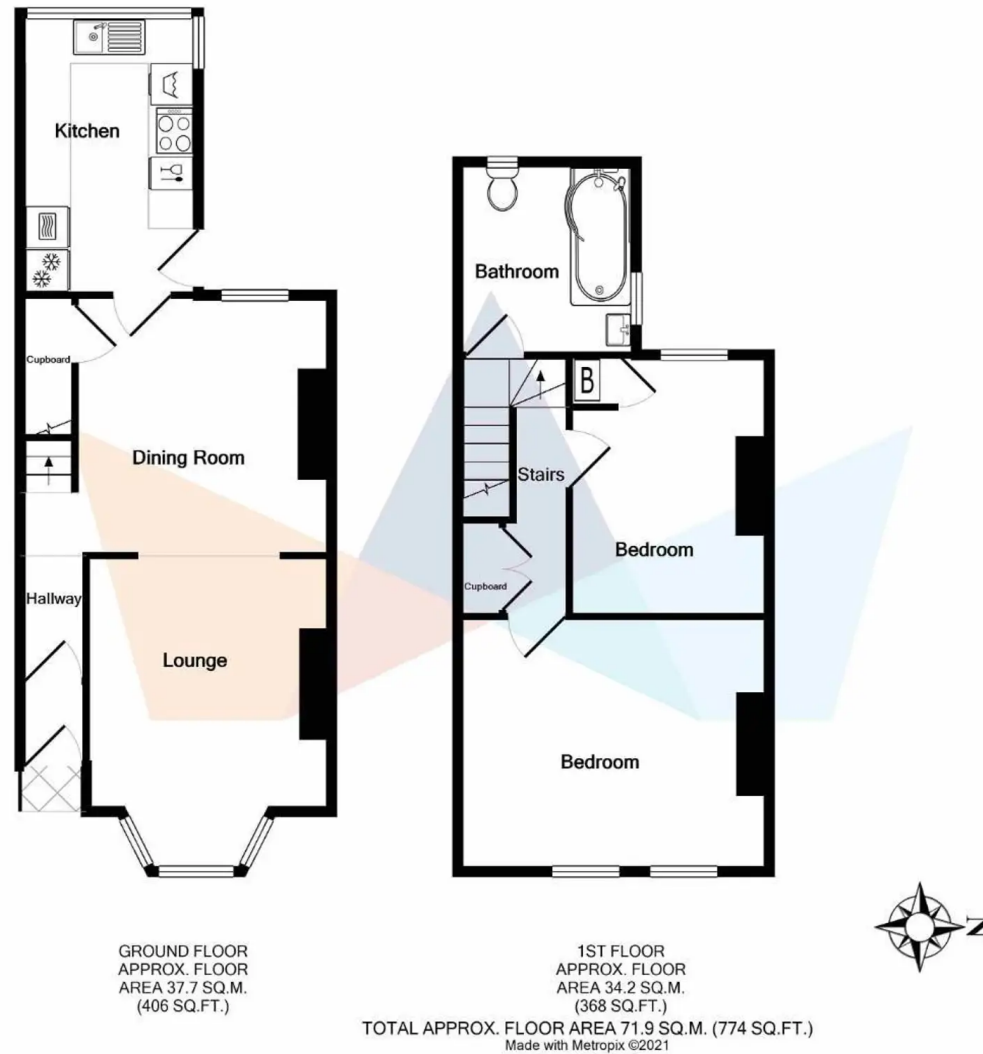 Kitchen
Cupboard
Dining Room
Hallway
Lounge
Bathroom
B
Stairs
Bedroom
Cupboard
Bedroom
N
GROUND FLOOR
APPROX. FLOOR
AREA 37.7 SQ.M.
(406 SQ.FT.)
1ST FLOOR
APPROX. FLOOR
AREA 34.2 SQ.M.
(368 SQ.FT.)
TOTAL APPROX. FLOOR AREA 71.9 SQ.M. (774 SQ.FT.)
Made with Metropix ©2021